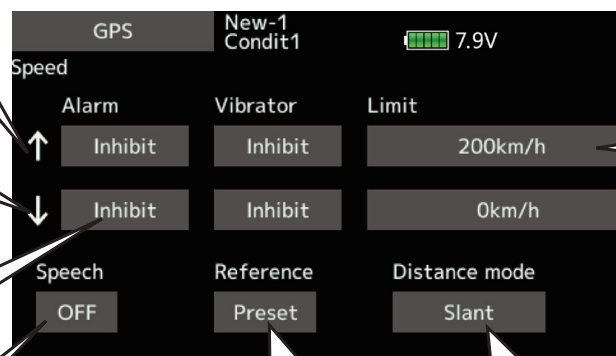 GPS New-1
Condit1 7.9V
Speed
Alarm Vibrator Limit
↑ Inhibit Inhibit 200km/h
↓ Inhibit Inhibit 0km/h
Speech Reference Distance mode
OFF Preset Slant